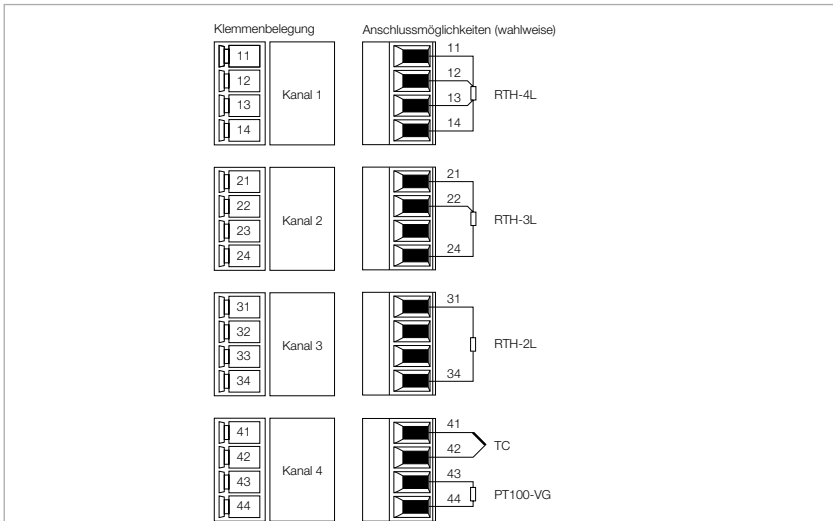 Klemmenbelegung
Anschlussmöglichkeiten (wahlweise)
11
12
13
14
Kanal 1
11
12
13
14
RTH-4L
21
22
23
24
Kanal 2
21
22
24
RTH-3L
31
32
33
34
Kanal 3
31
34
RTH-2L
41
42
43
44
Kanal 4
41
42
43
44
TC
PT100-VG